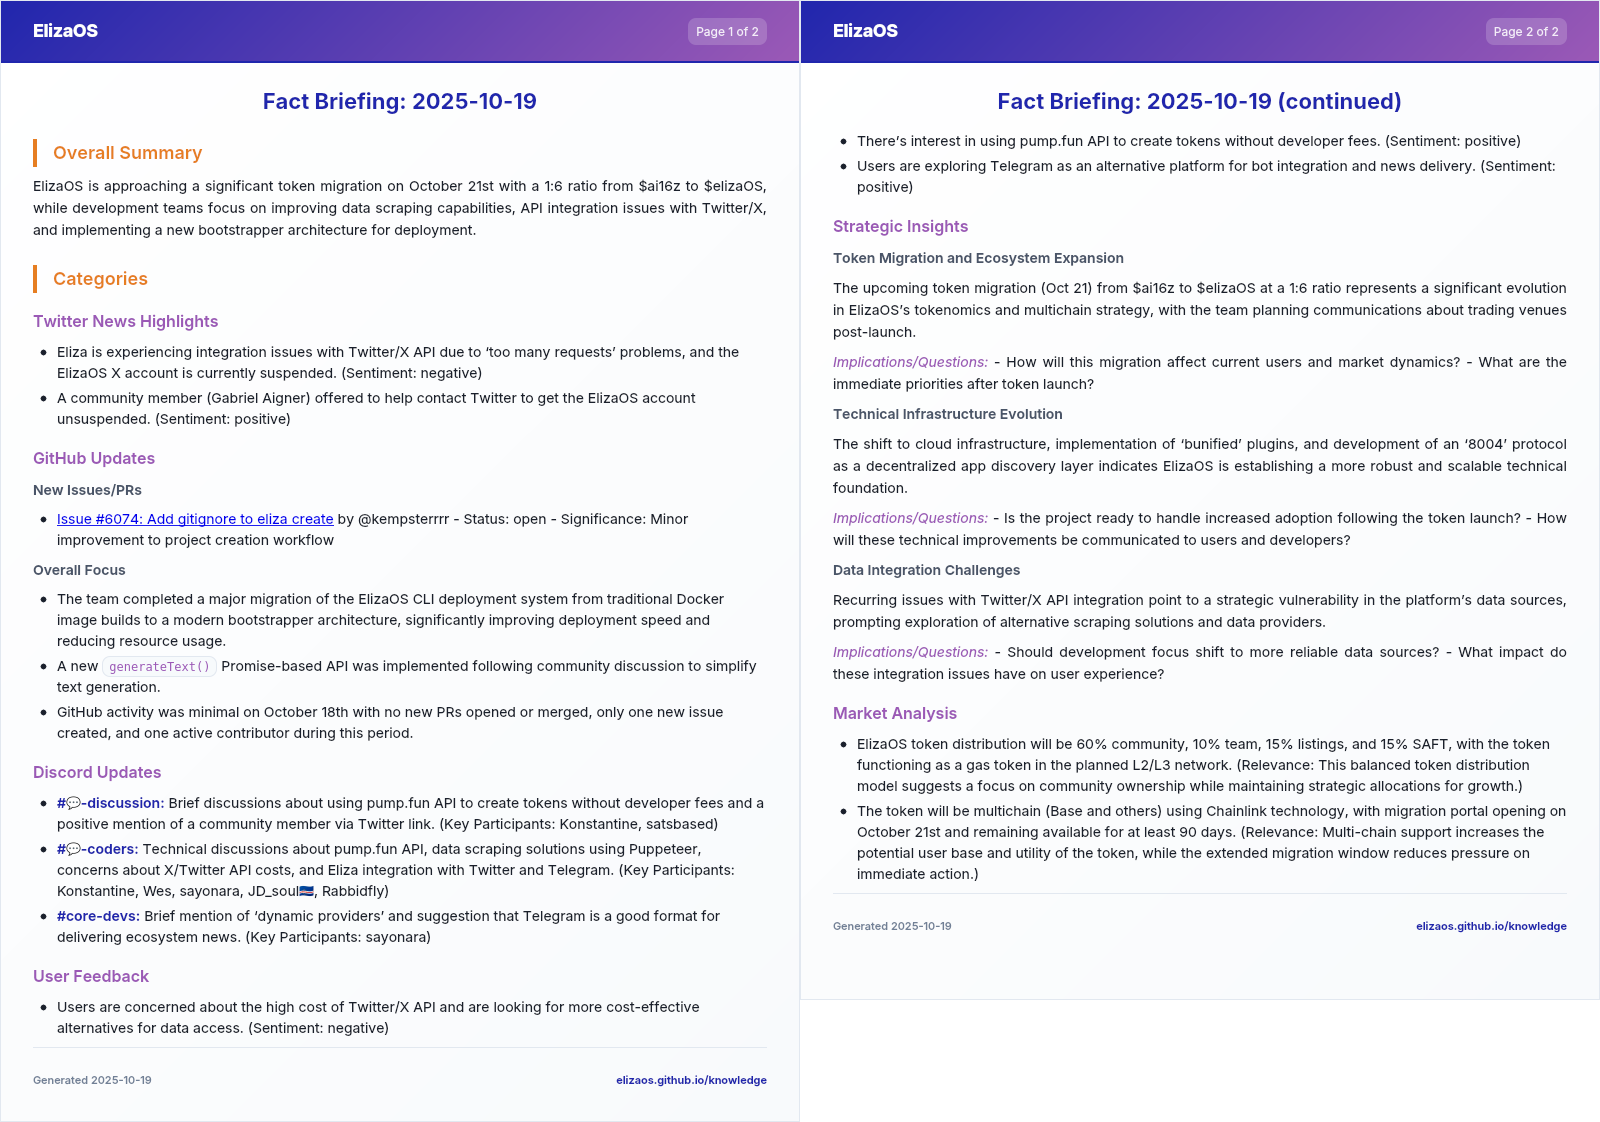 ElizaOS
Page 1 of 2
Fact Briefing: 2025-10-19
Overall Summary
ElizaOS is approaching a significant token migration on October 21st with a 1:6 ratio from $ai16z to $elizaOS,
while development teams focus on improving data scraping capabilities, API integration issues with Twitter/X,
and implementing a new bootstrapper architecture for deployment.
Categories
Twitter News Highlights
• Eliza is experiencing integration issues with Twitter/X API due to ‘too many requests’ problems, and the
ElizaOS X account is currently suspended. (Sentiment: negative)
• A community member (Gabriel Aigner) offered to help contact Twitter to get the ElizaOS account
unsuspended. (Sentiment: positive)
GitHub Updates
New Issues/PRs
• Issue #6074: Add gitignore to eliza create by @kempsterrrr - Status: open - Significance: Minor
improvement to project creation workflow
Overall Focus
• The team completed a major migration of the ElizaOS CLI deployment system from traditional Docker
image builds to a modern bootstrapper architecture, significantly improving deployment speed and
reducing resource usage.
• A new generateText() Promise-based API was implemented following community discussion to simplify
text generation.
• GitHub activity was minimal on October 18th with no new PRs opened or merged, only one new issue
created, and one active contributor during this period.
Discord Updates
• #💬-discussion: Brief discussions about using pump.fun API to create tokens without developer fees and a
positive mention of a community member via Twitter link. (Key Participants: Konstantine, satsbased)
• #💬-coders: Technical discussions about pump.fun API, data scraping solutions using Puppeteer,
concerns about X/Twitter API costs, and Eliza integration with Twitter and Telegram. (Key Participants:
Konstantine, Wes, sayonara, JD_soul🇨🇻, Rabbidfly)
• #core-devs: Brief mention of ‘dynamic providers’ and suggestion that Telegram is a good format for
delivering ecosystem news. (Key Participants: sayonara)
User Feedback
• Users are concerned about the high cost of Twitter/X API and are looking for more cost-effective
alternatives for data access. (Sentiment: negative)
Generated 2025-10-19
elizaos.github.io/knowledge
ElizaOS
Page 2 of 2
Fact Briefing: 2025-10-19 (continued)
• There’s interest in using pump.fun API to create tokens without developer fees. (Sentiment: positive)
• Users are exploring Telegram as an alternative platform for bot integration and news delivery. (Sentiment:
positive)
Strategic Insights
Token Migration and Ecosystem Expansion
The upcoming token migration (Oct 21) from $ai16z to $elizaOS at a 1:6 ratio represents a significant evolution
in ElizaOS’s tokenomics and multichain strategy, with the team planning communications about trading venues
post-launch.
Implications/Questions: - How will this migration affect current users and market dynamics? - What are the
immediate priorities after token launch?
Technical Infrastructure Evolution
The shift to cloud infrastructure, implementation of ‘bunified’ plugins, and development of an ‘8004’ protocol
as a decentralized app discovery layer indicates ElizaOS is establishing a more robust and scalable technical
foundation.
Implications/Questions: - Is the project ready to handle increased adoption following the token launch? - How
will these technical improvements be communicated to users and developers?
Data Integration Challenges
Recurring issues with Twitter/X API integration point to a strategic vulnerability in the platform’s data sources,
prompting exploration of alternative scraping solutions and data providers.
Implications/Questions: - Should development focus shift to more reliable data sources? - What impact do
these integration issues have on user experience?
Market Analysis
• ElizaOS token distribution will be 60% community, 10% team, 15% listings, and 15% SAFT, with the token
functioning as a gas token in the planned L2/L3 network. (Relevance: This balanced token distribution
model suggests a focus on community ownership while maintaining strategic allocations for growth.)
• The token will be multichain (Base and others) using Chainlink technology, with migration portal opening on
October 21st and remaining available for at least 90 days. (Relevance: Multi-chain support increases the
potential user base and utility of the token, while the extended migration window reduces pressure on
immediate action.)
Generated 2025-10-19
elizaos.github.io/knowledge